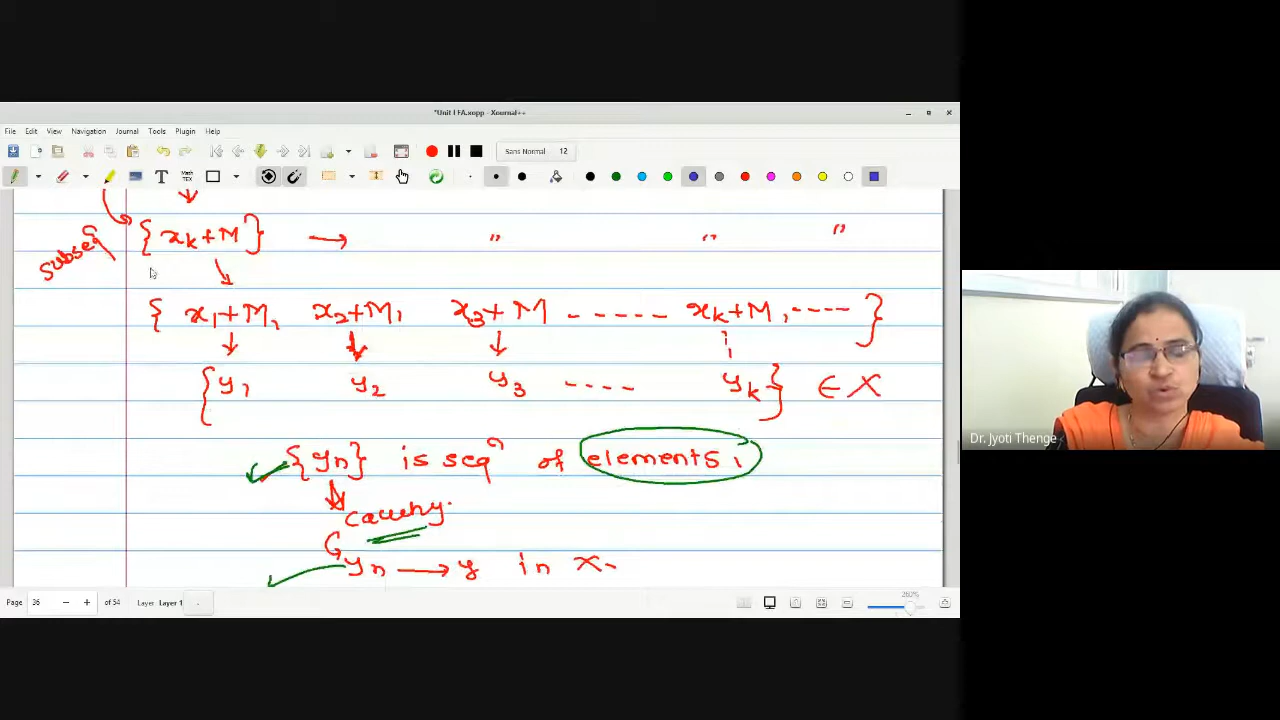 *Unit I FA.xopp - Xournal++
File Edit View Navigation Journal Tools Plugin Help
Sans Normal 12
subseq
{xk+M} → " " "
{ x1+M, x2+M, x3+M ----- xk+M, ---- }
{y1 y2 y3 ---- yk} ∈ X
{yn} is seqn of elements
Cauchy.
yn → y in X.
Page 36 of 54 Layer Layer 1 260%
Dr. Jyoti Thenge